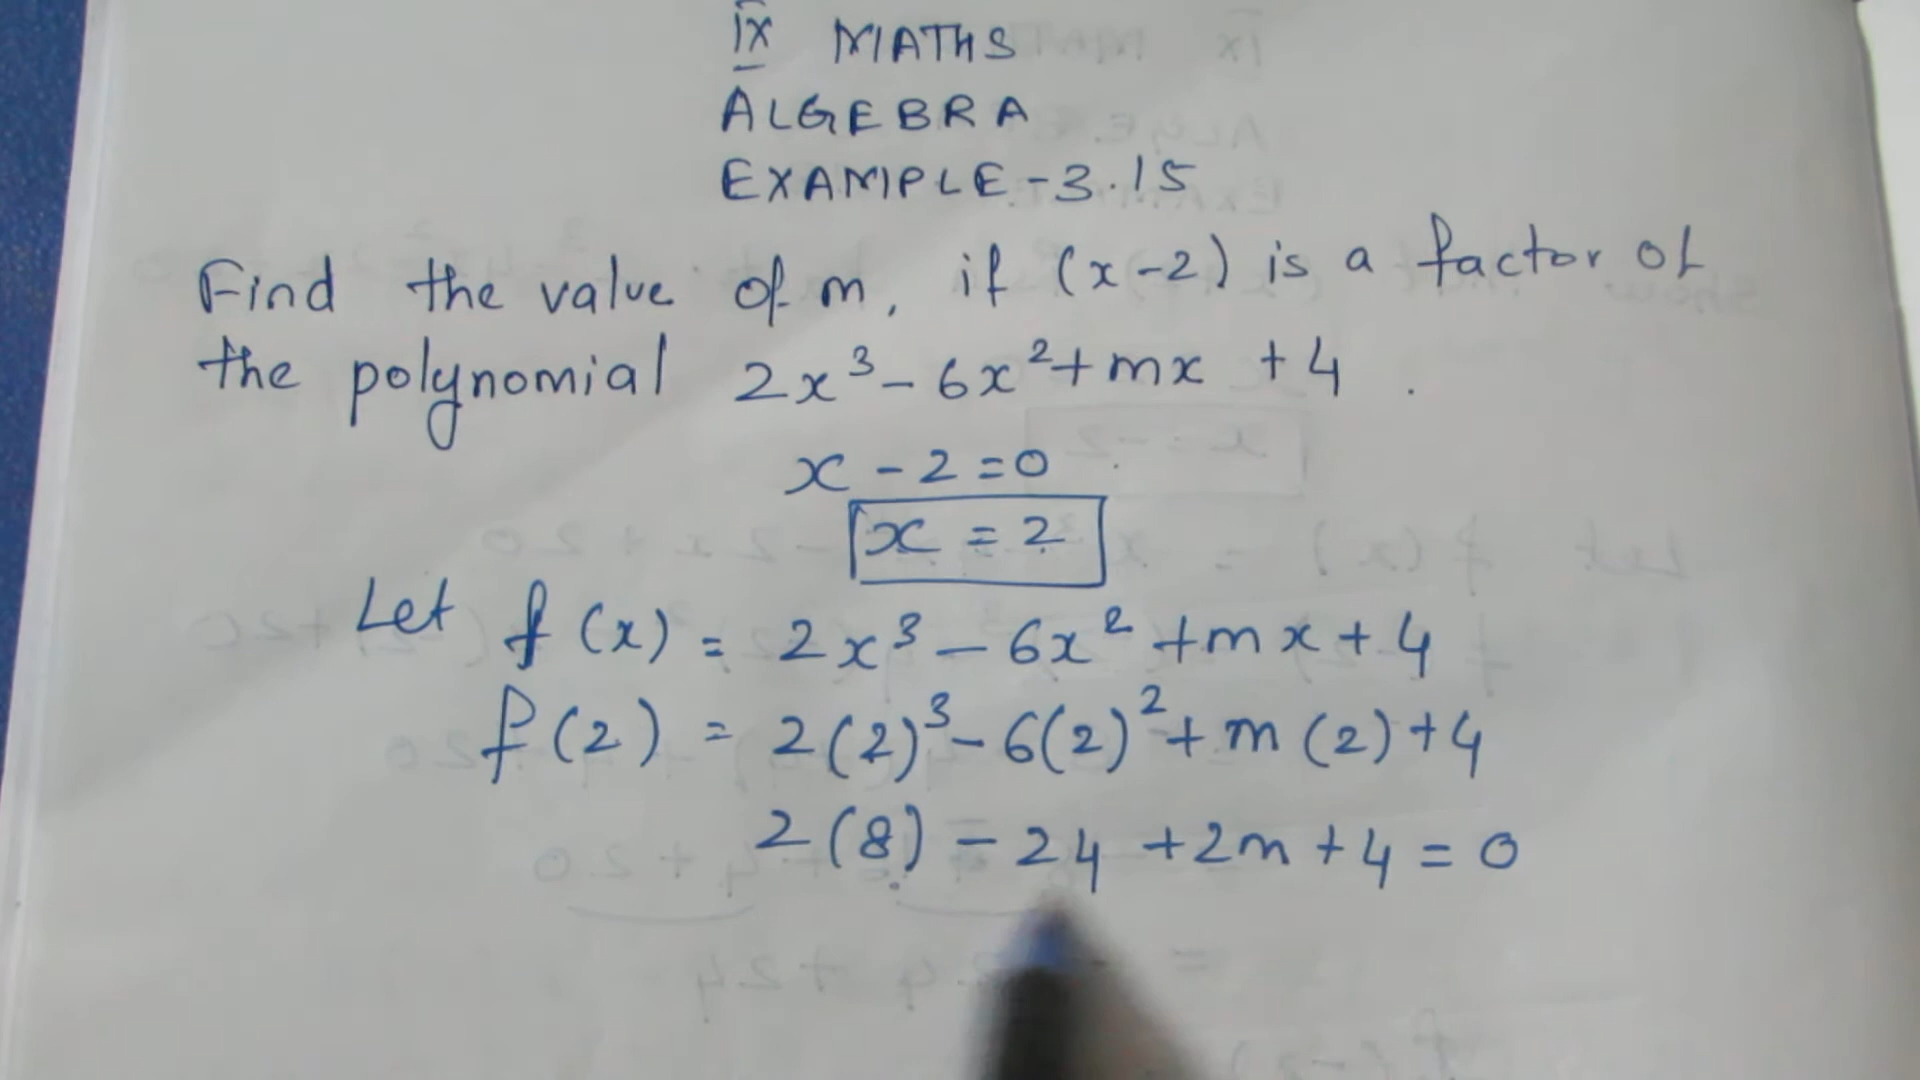 IX MATHS
ALGEBRA
EXAMPLE-3.15
Find the value of m, if (x-2) is a factor of
the polynomial 2x³ - 6x² + mx + 4 .
x - 2 = 0
x = 2
Let f(x) = 2x³ - 6x² + mx + 4
f(2) = 2(2)³ - 6(2)² + m(2) + 4
2(8) - 24 + 2m + 4 = 0